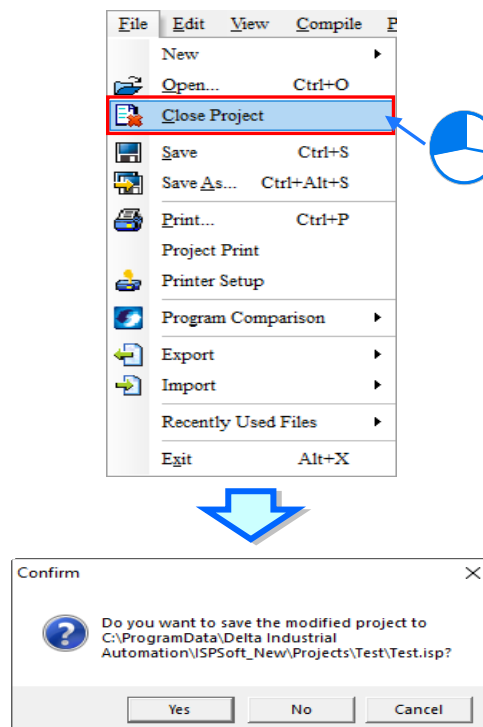 File Edit View Compile P
New
Open... Ctrl+O
Close Project
Save Ctrl+S
Save As... Ctrl+Alt+S
Print... Ctrl+P
Project Print
Printer Setup
Program Comparison
Export
Import
Recently Used Files
Exit Alt+X
Confirm
Do you want to save the modified project to
C:\ProgramData\Delta Industrial
Automation\ISPSoft_New\Projects\Test\Test.isp?
Yes No Cancel